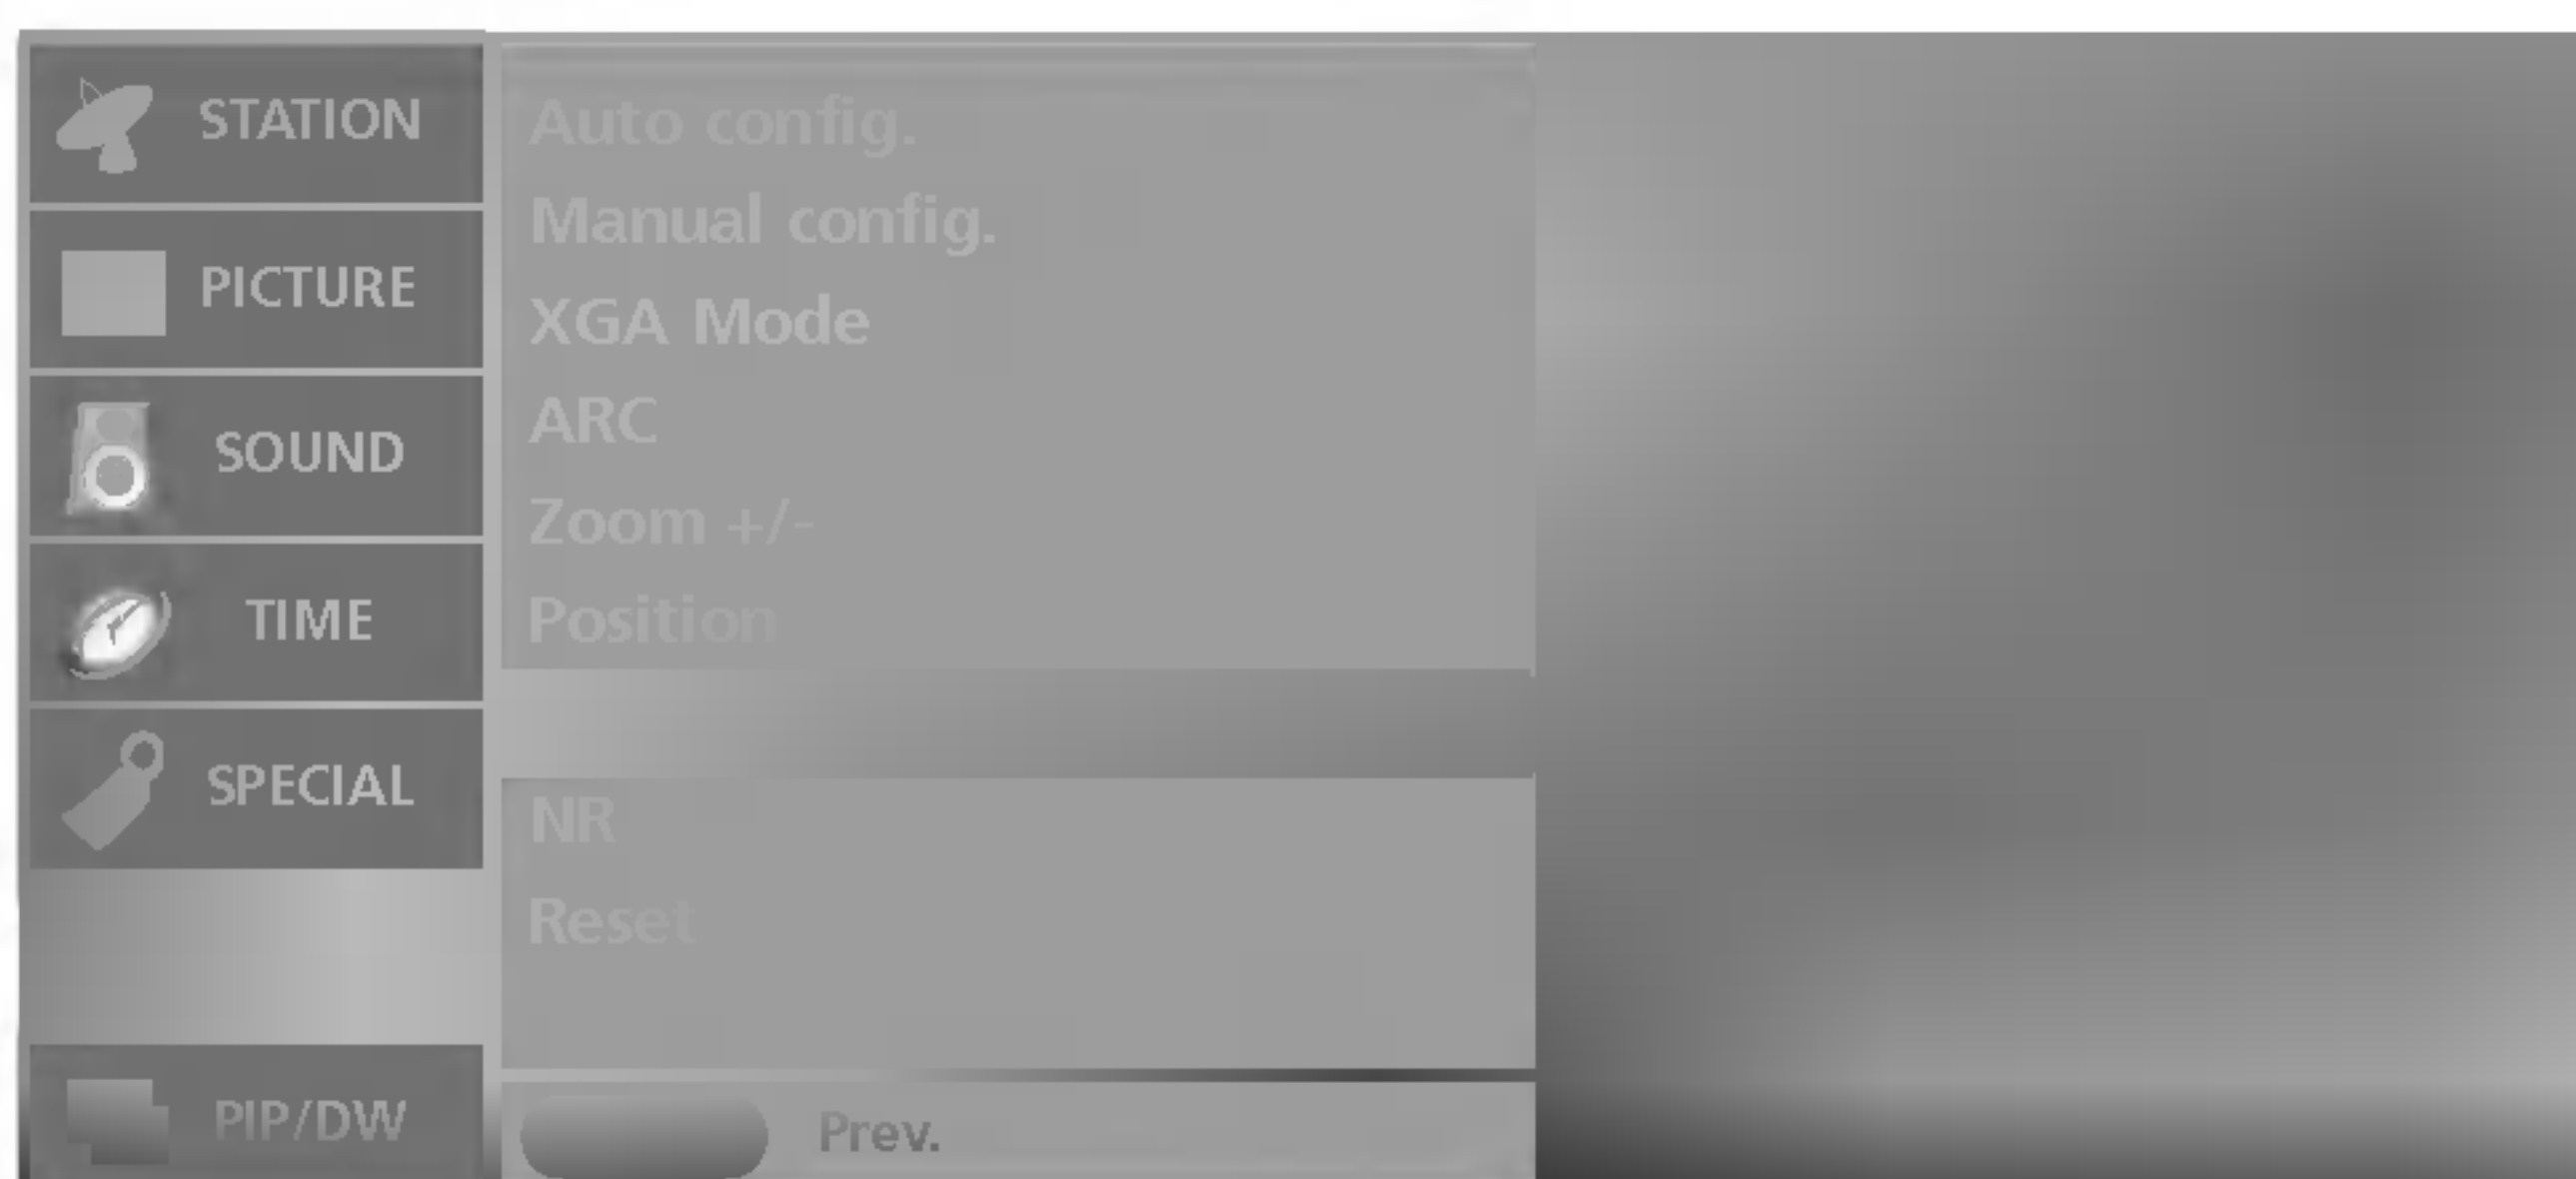 STATION
PICTURE
SOUND
TIME
SPECIAL
PIP/DW
Auto config.
Manual config.
XGA Mode
ARC
Zoom +/-
Position
NR
Reset
Prev.